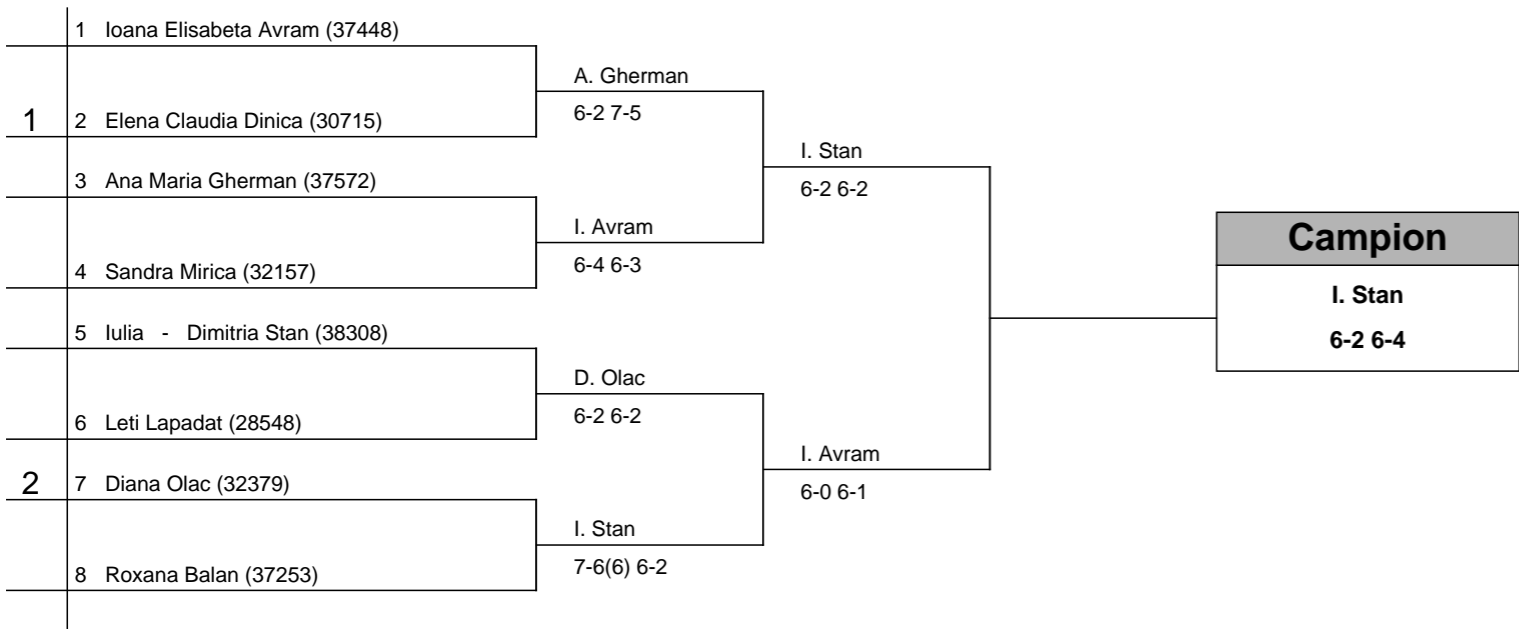 1 Ioana Elisabeta Avram (37448)
A. Gherman
6-2 7-5
1
2 Elena Claudia Dinica (30715)
I. Stan
6-2 6-2
3 Ana Maria Gherman (37572)
I. Avram
6-4 6-3
4 Sandra Mirica (32157)
Campion
I. Stan
6-2 6-4
5 Iulia - Dimitria Stan (38308)
D. Olac
6-2 6-2
6 Leti Lapadat (28548)
I. Avram
6-0 6-1
2
7 Diana Olac (32379)
I. Stan
7-6(6) 6-2
8 Roxana Balan (37253)